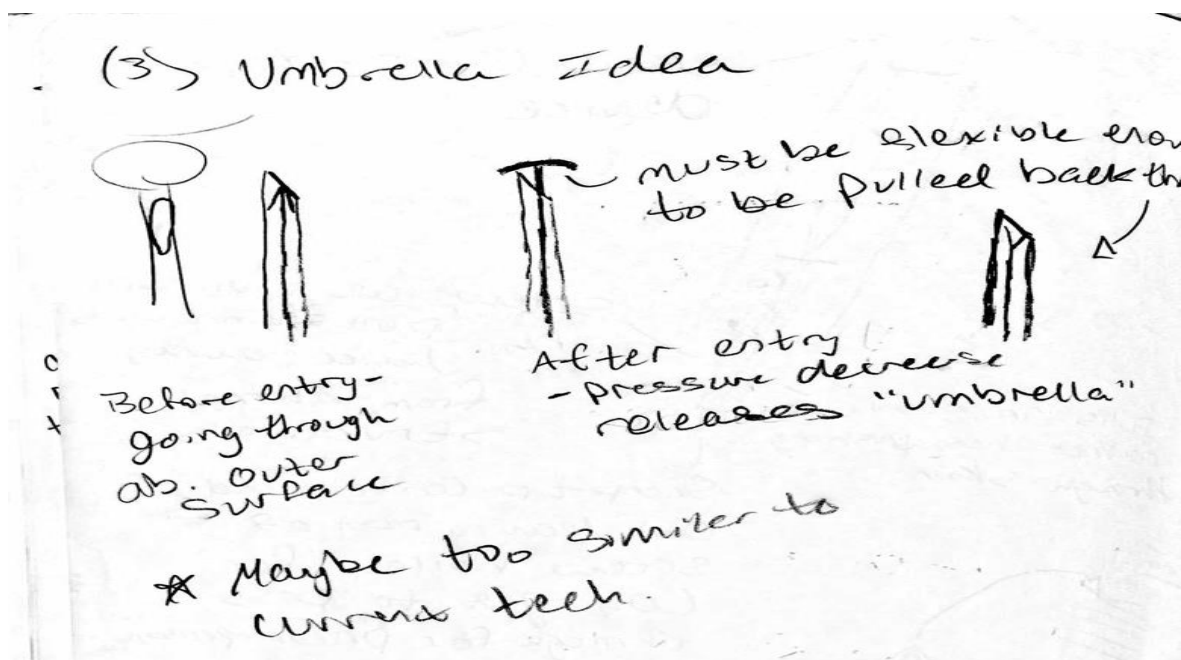 (3) Umbrella Idea
must be flexible
to be pulled back
Before entry-
going through
ab. outer
surface
After entry
- pressure decrease
releases "umbrella"
* Maybe too similer to
current tech.